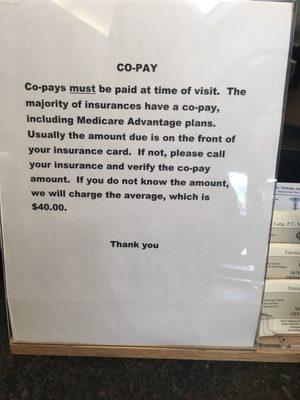 CO-PAY
Co-pays must be paid at time of visit. The
majority of insurances have a co-pay,
including Medicare Advantage plans.
Usually the amount due is on the front of
your insurance card. If not, please call
your insurance and verify the co-pay
amount. If you do not know the amount,
we will charge the average, which is
$40.00.
Thank you
Lang, P.T.